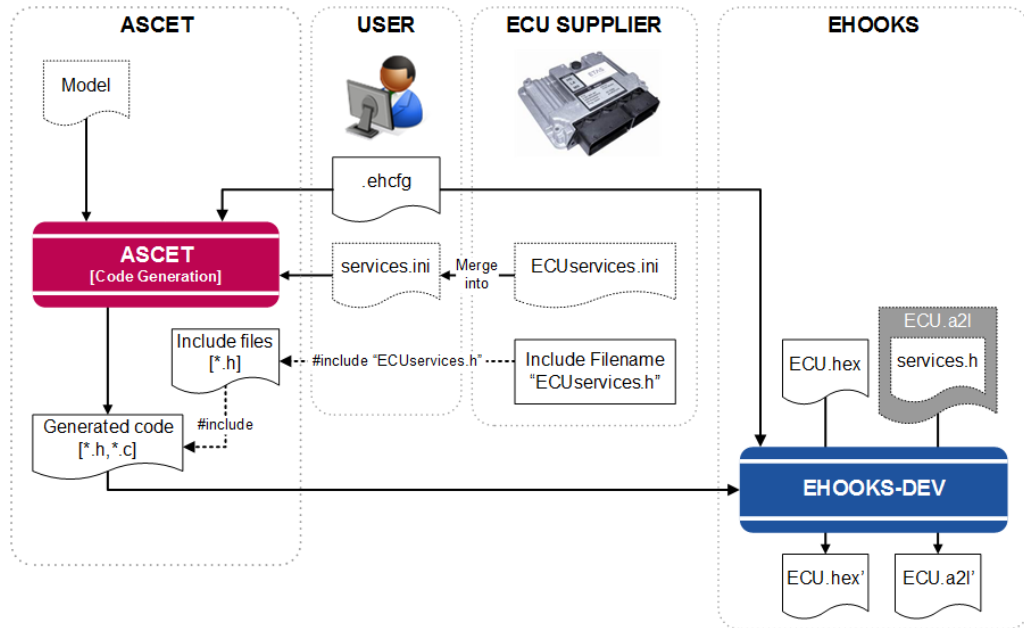 ASCET
USER
ECU SUPPLIER
EHOOKS
Model
ETAS
.ehcfg
ASCET
[Code Generation]
services.ini
Merge
into
ECUservices.ini
Include files
[*.h]
#include “ECUservices.h”
Include Filename
“ECUservices.h”
ECU.hex
ECU.a2l
services.h
#include
Generated code
[*.h,*.c]
EHOOKS-DEV
ECU.hex’
ECU.a2l’